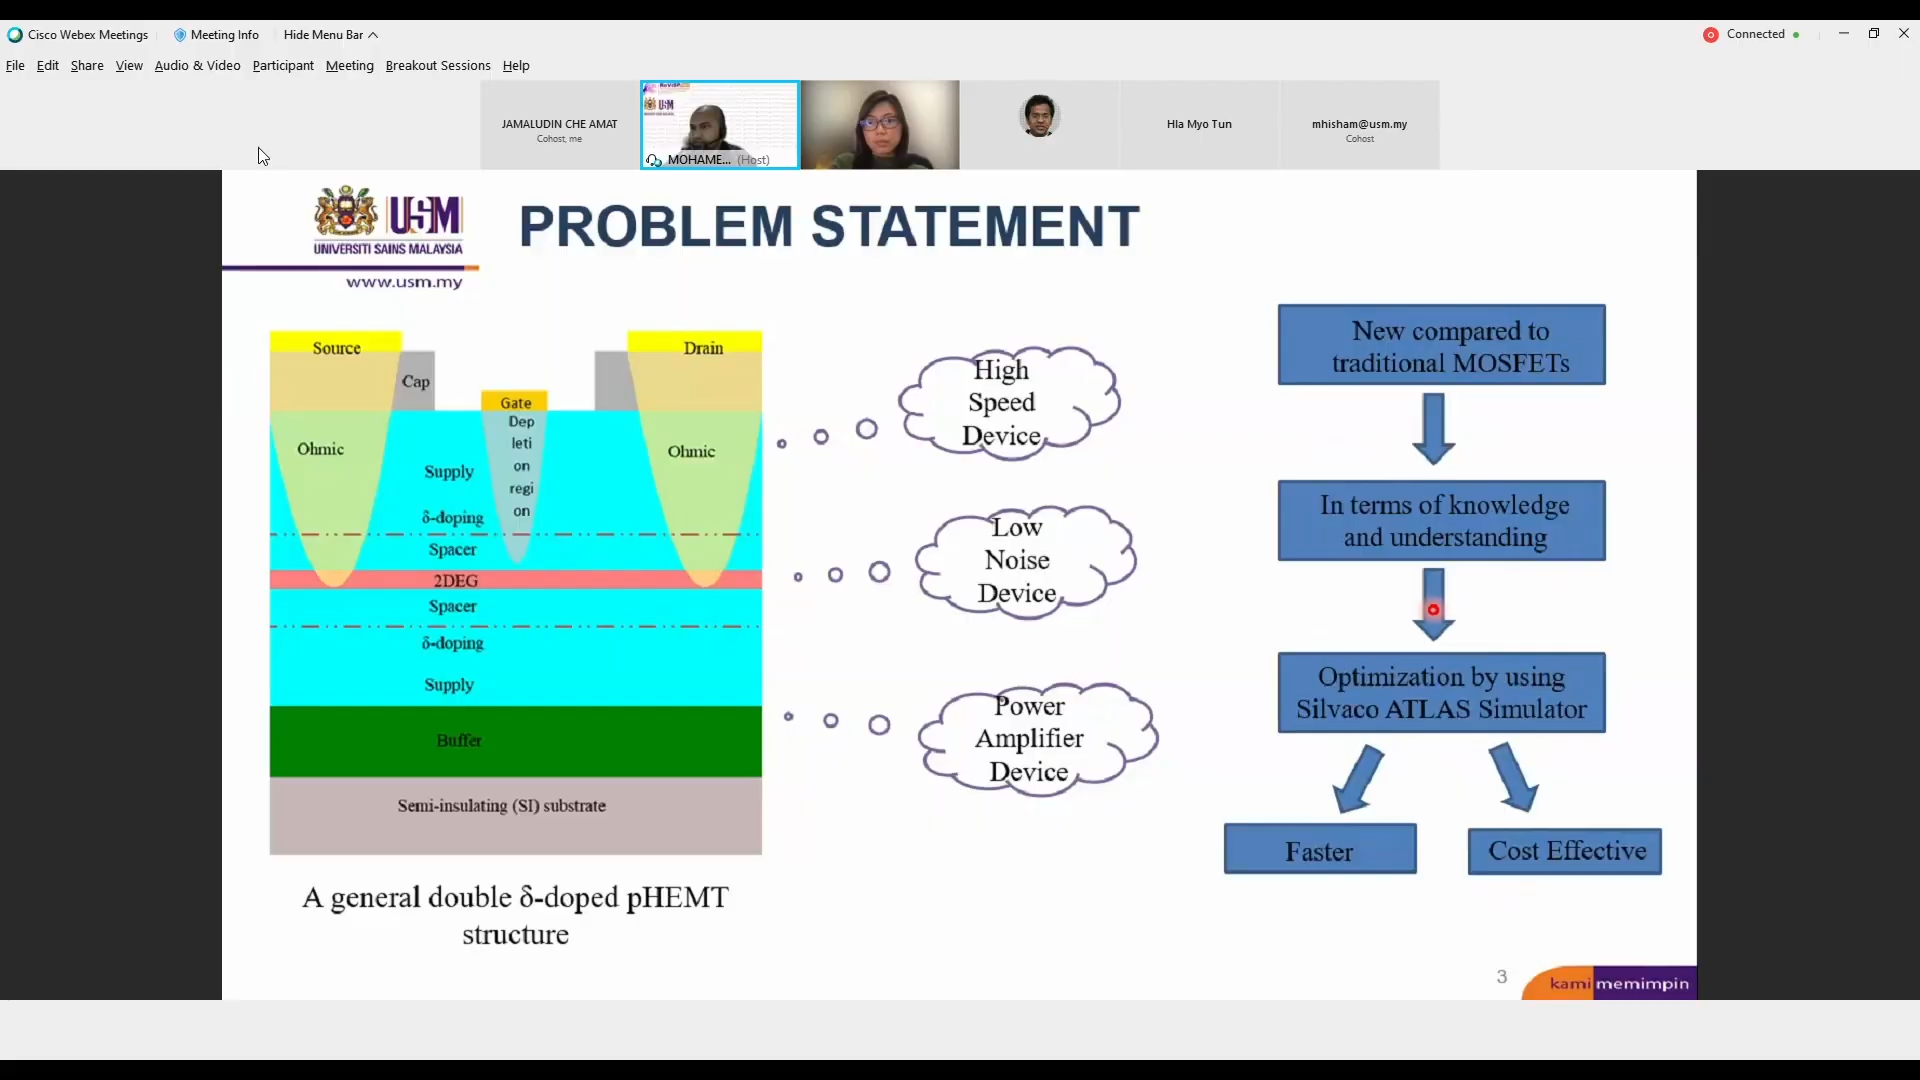 Cisco Webex Meetings
Meeting Info
Hide Menu Bar
Connected
File Edit Share View Audio & Video Participant Meeting Breakout Sessions Help
JAMALUDIN CHE AMAT
Cohost, me
USM
MOHAME... (Host)
Hla Myo Tun
mhisham@usm.my
Cohost
USM
UNIVERSITI SAINS MALAYSIA
www.usm.my
PROBLEM STATEMENT
Source
Drain
Cap
Gate
Dep
leti
on
regi
on
Ohmic
Ohmic
Supply
δ-doping
Spacer
2DEG
Spacer
δ-doping
Supply
Buffer
Semi-insulating (SI) substrate
A general double δ-doped pHEMT
structure
High
Speed
Device
Low
Noise
Device
Power
Amplifier
Device
New compared to
traditional MOSFETs
In terms of knowledge
and understanding
Optimization by using
Silvaco ATLAS Simulator
Faster
Cost Effective
3
kami memimpin